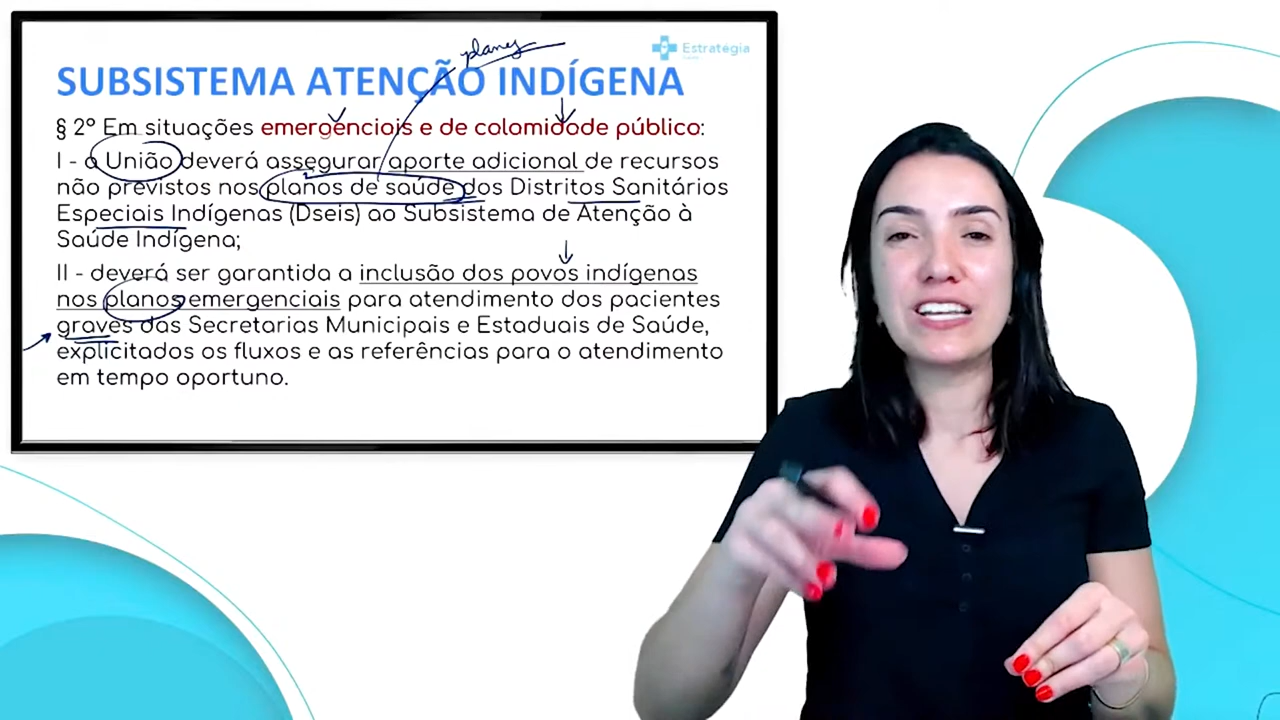 planej
Estratégia
SUBSISTEMA ATENÇÃO INDÍGENA
§ 2º Em situações emergenciais e de calamidade pública:
I - a União deverá assegurar aporte adicional de recursos
não previstos nos planos de saúde dos Distritos Sanitários
Especiais Indígenas (Dseis) ao Subsistema de Atenção à
Saúde Indígena;
II - deverá ser garantida a inclusão dos povos indígenas
nos planos emergenciais para atendimento dos pacientes
graves das Secretarias Municipais e Estaduais de Saúde,
explicitados os fluxos e as referências para o atendimento
em tempo oportuno.